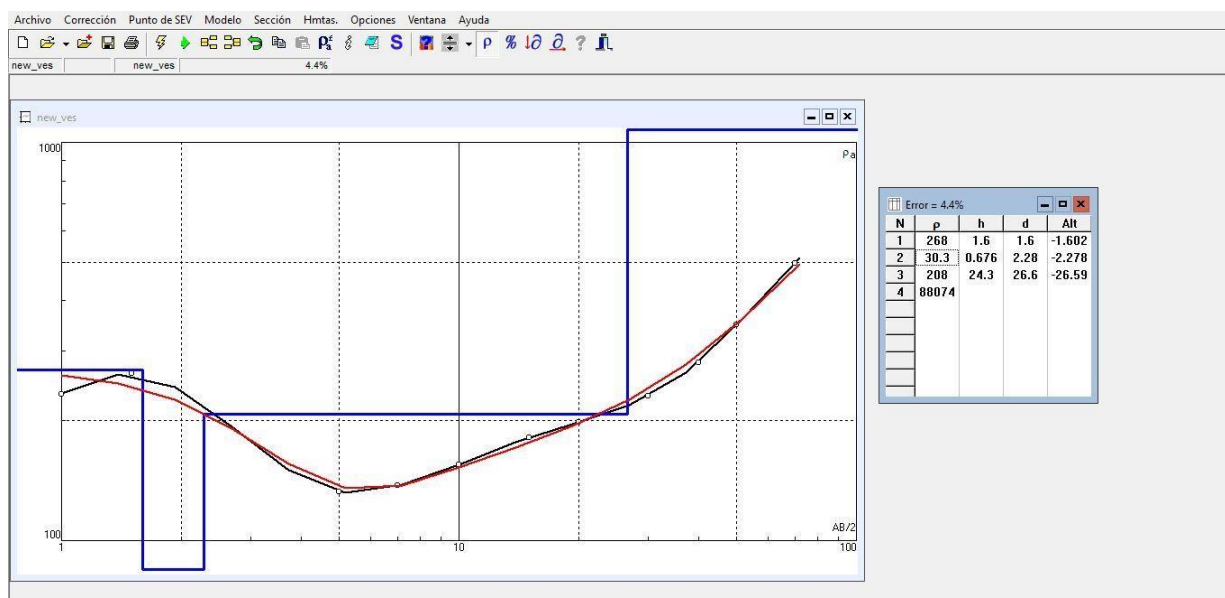 Archivo Corrección Punto de SEV Modelo Sección Hmtas. Opciones Ventana Ayuda
ρ % ? S
new_ves new_ves 4.4%
new_ves
1000
ρa
100
AB/2
1 10 100
Error = 4.4%
N ρ h d Alt
1 268 1.6 1.6 -1.602
2 30.3 0.676 2.28 -2.278
3 208 24.3 26.6 -26.59
4 88074